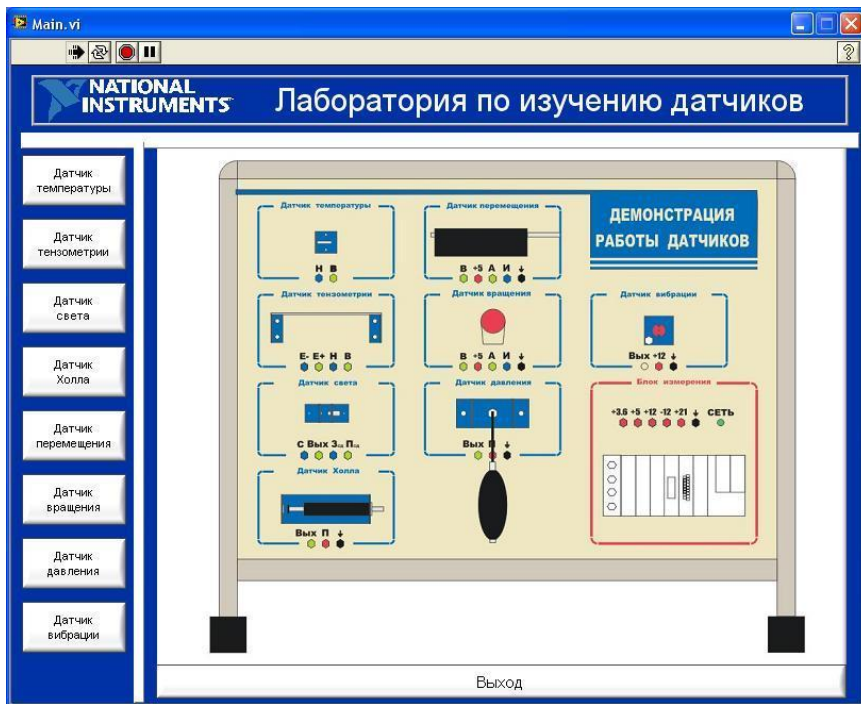 Main.vi
NATIONAL
INSTRUMENTS
Лаборатория по изучению датчиков
Датчик
температуры
Датчик
тензометрии
Датчик
света
Датчик
Холла
Датчик
перемещения
Датчик
вращения
Датчик
давления
Датчик
вибрации
Датчик температуры
Н В
Датчик перемещения
В +5 А И
ДЕМОНСТРАЦИЯ
РАБОТЫ ДАТЧИКОВ
Датчик тензометрии
Е- Е+ Н В
Датчик вращения
В +5 А И
Датчик вибрации
Вых +12
Датчик света
С Вых
Датчик давления
Вых П
Блок измерения
+3.6 +5 +12 -12 +21 СЕТЬ
Датчик Холла
Вых П
Выход